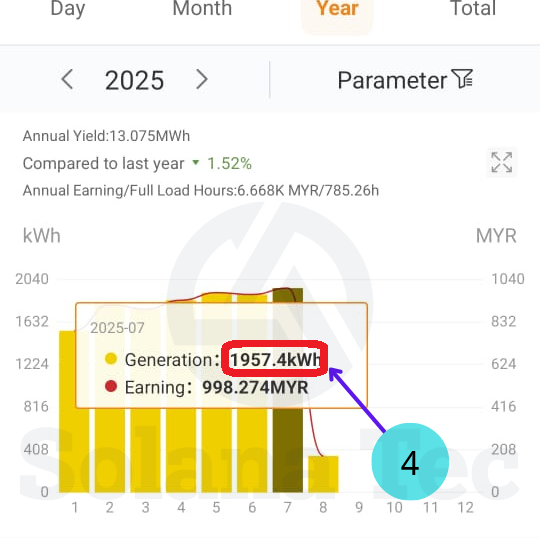 Day Month Year Total
2025 Parameter
Annual Yield:13.075MWh
Compared to last year ▼ 1.52%
Annual Earning/Full Load Hours:6.668K MYR/785.26h
kWh MYR
2040 1040
1632 832
2025-07
1224 Generation: 1957.4kWh 624
Earning: 998.274MYR
816 416
408 4 208
Solana Tec
0 0
1 2 3 4 5 6 7 8 9 10 11 12